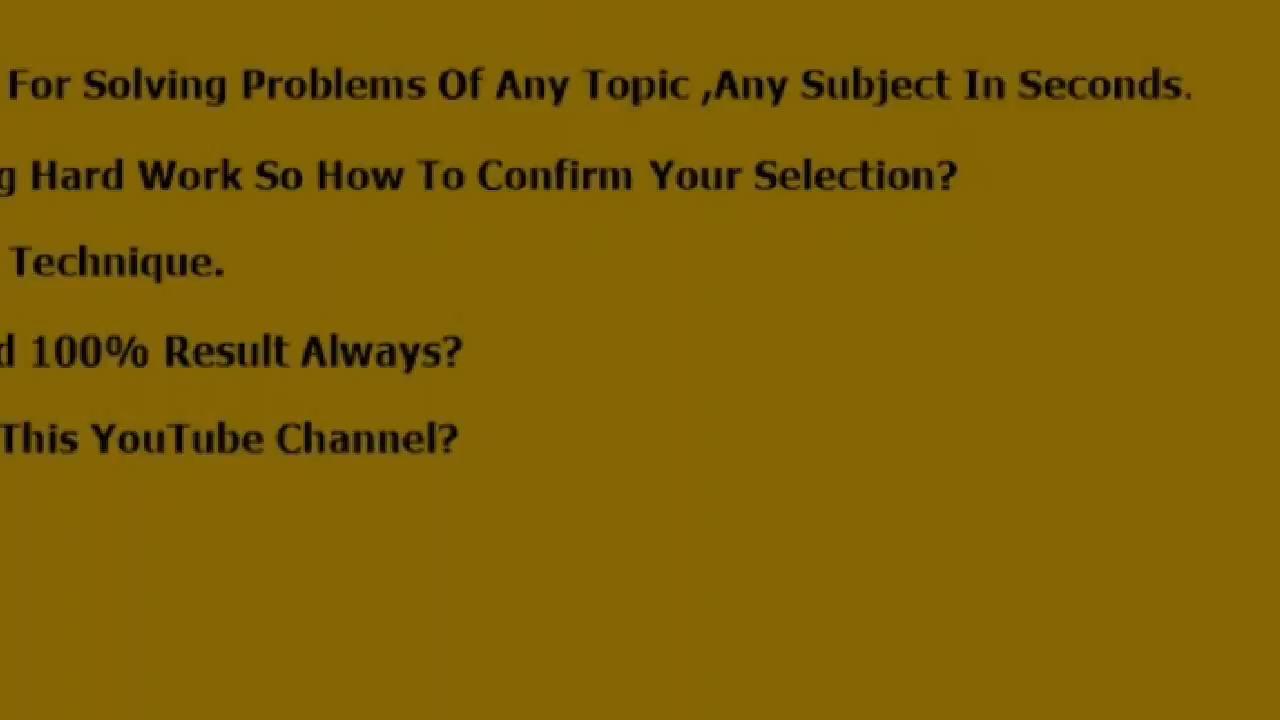 For Solving Problems Of Any Topic ,Any Subject In Seconds.
g Hard Work So How To Confirm Your Selection?
Technique.
d 100% Result Always?
This YouTube Channel?